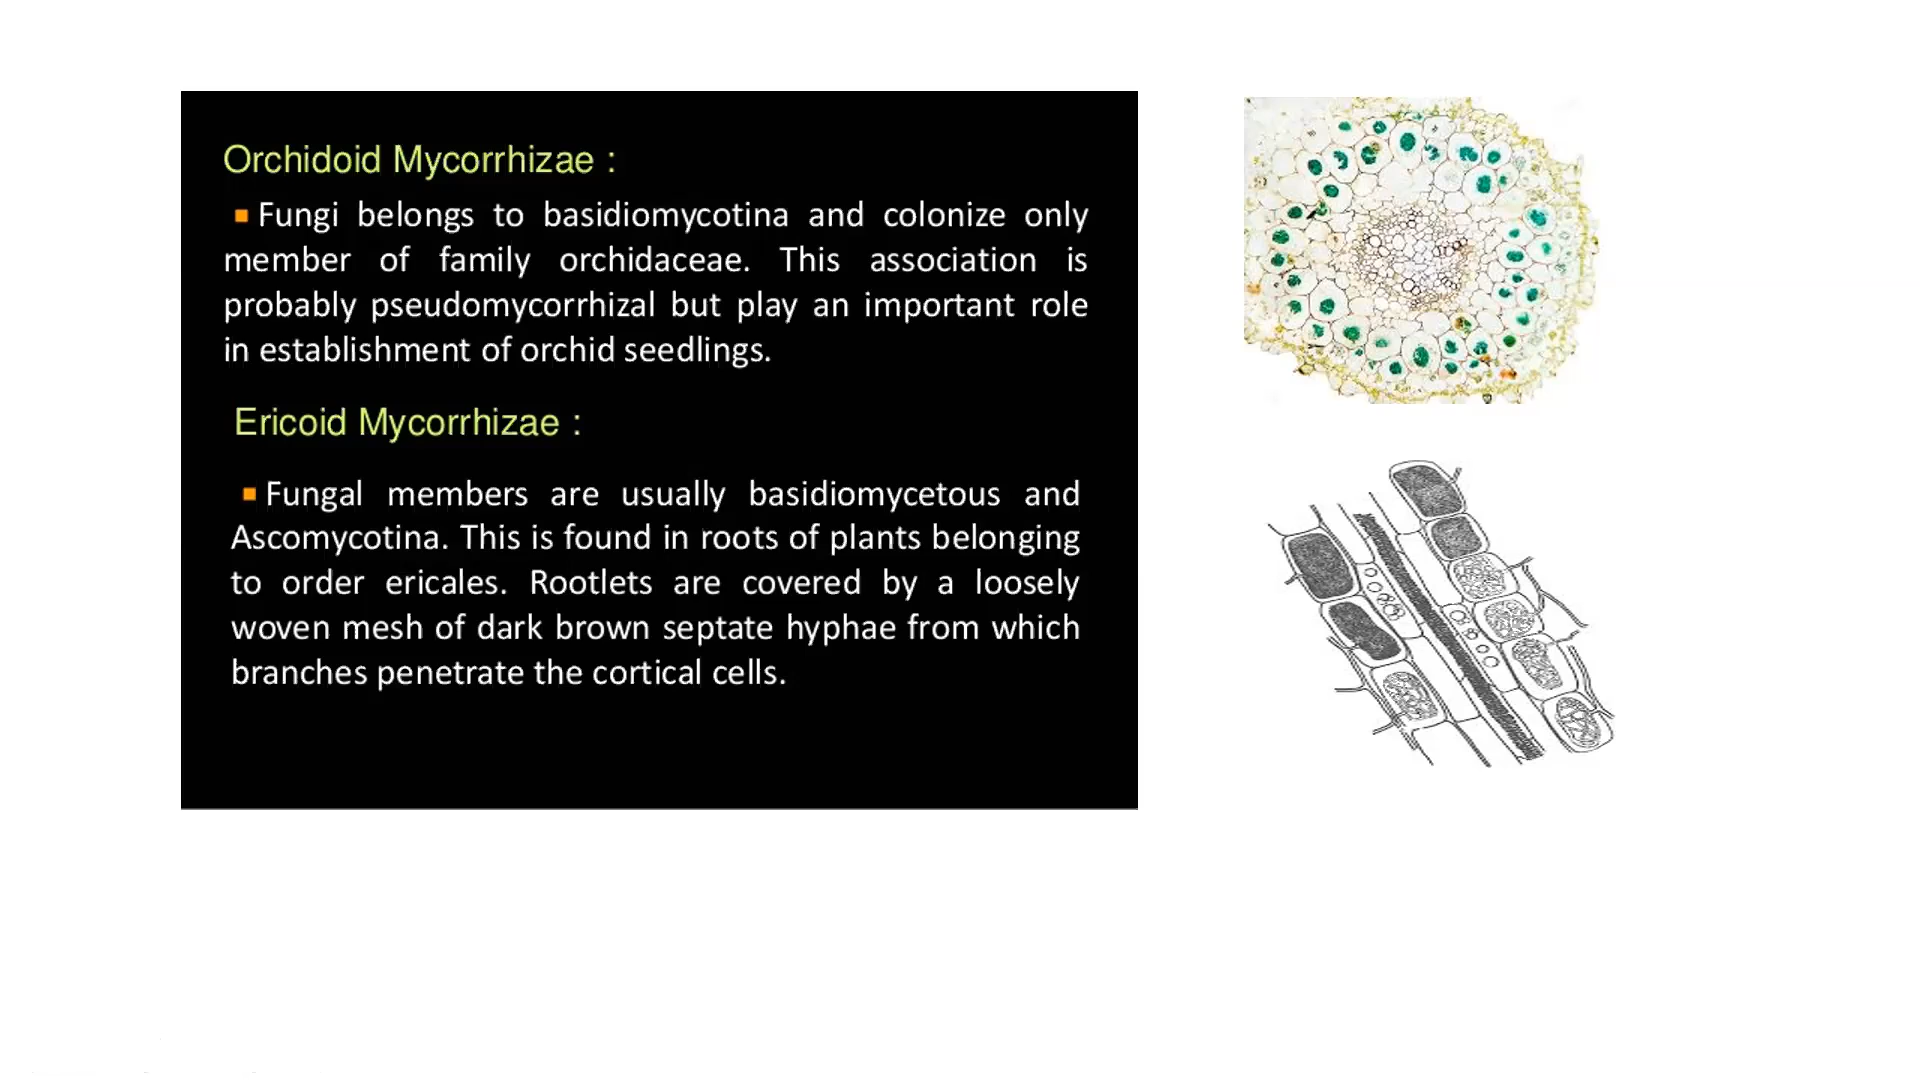 Orchidoid Mycorrhizae :
▪ Fungi belongs to basidiomycotina and colonize only
member of family orchidaceae. This association is
probably pseudomycorrhizal but play an important role
in establishment of orchid seedlings.
Ericoid Mycorrhizae :
▪ Fungal members are usually basidiomycetous and
Ascomycotina. This is found in roots of plants belonging
to order ericales. Rootlets are covered by a loosely
woven mesh of dark brown septate hyphae from which
branches penetrate the cortical cells.